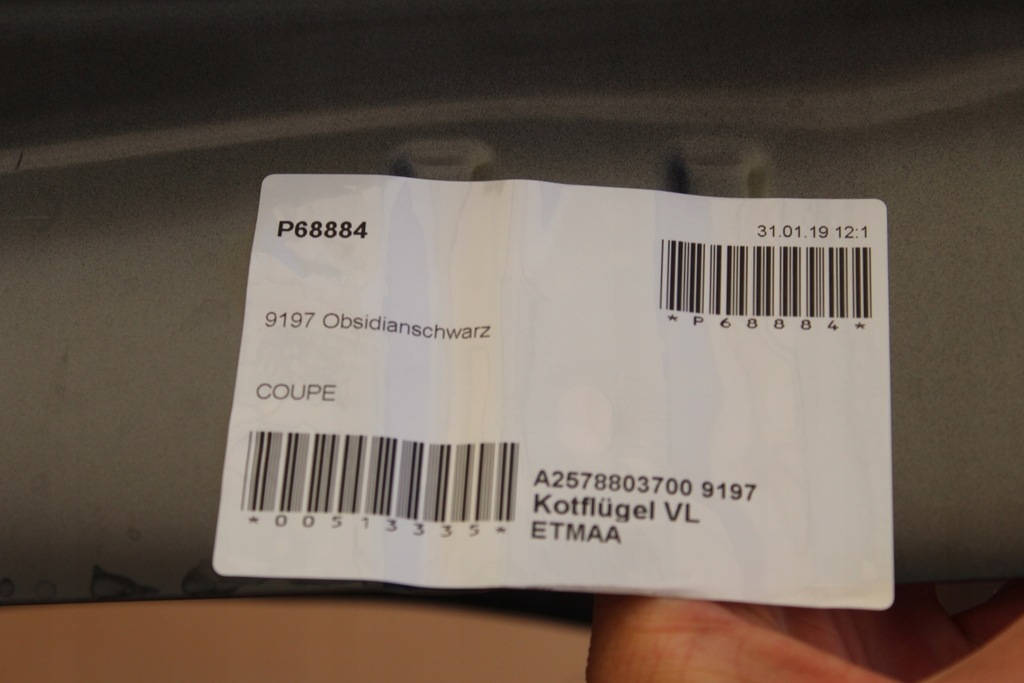 P68884
31.01.19 12:1
*P68884*
9197 Obsidianschwarz
COUPE
*00513335*
A2578803700 9197
Kotflügel VL
ETMAA